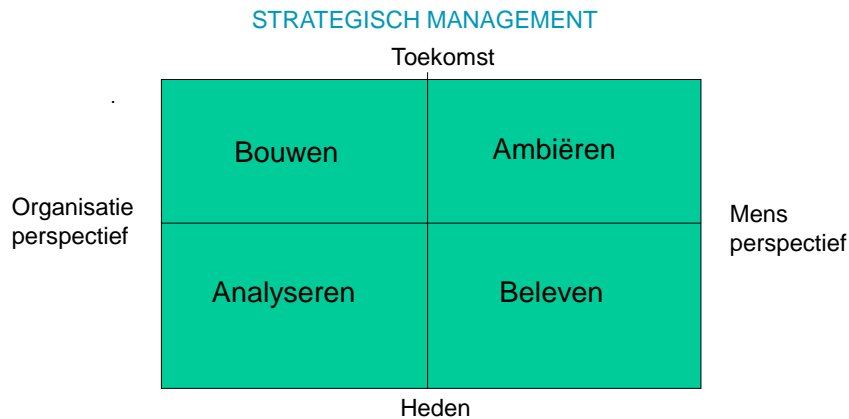 STRATEGISCH MANAGEMENT
Toekomst
.
Bouwen
Ambiëren
Organisatie
perspectief
Mens
perspectief
Analyseren
Beleven
Heden